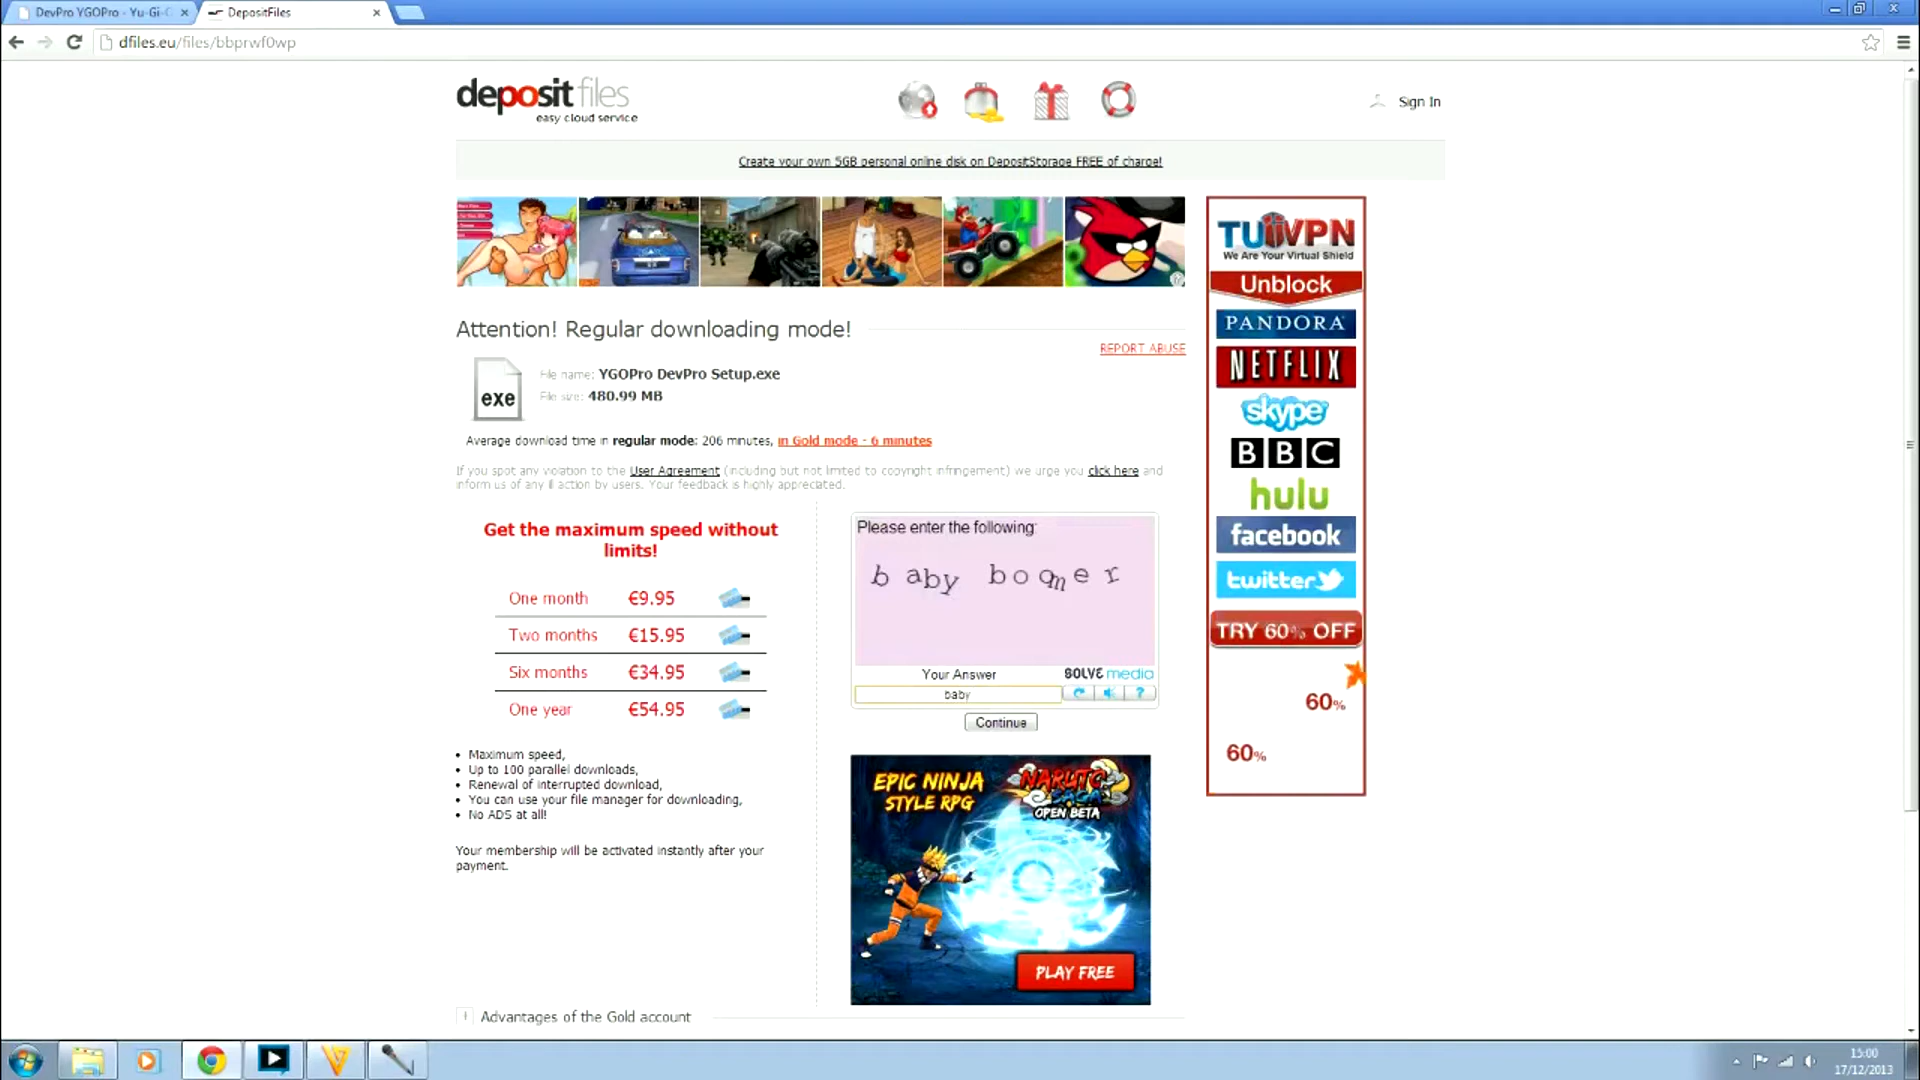 DevPro YGOPro - Yu-Gi-O
DepositFiles
dfiles.eu/files/bbprwf0wp
depositfiles
easy cloud service
Sign In
Create your own 5GB personal online disk on DepositStorage FREE of charge!
Attention! Regular downloading mode!
REPORT ABUSE
exe
File name: YGOPro DevPro Setup.exe
File size: 480.99 MB
Average download time in regular mode: 206 minutes, in Gold mode - 6 minutes
If you spot any violation to the User Agreement (including but not limited to copyright infringement) we urge you click here and
inform us of any ill action by users. Your feedback is highly appreciated.
Get the maximum speed without
limits!
One month €9.95
Two months €15.95
Six months €34.95
One year €54.95
Maximum speed,
Up to 100 parallel downloads,
Renewal of interrupted download,
You can use your file manager for downloading,
No ADS at all!
Your membership will be activated instantly after your
payment.
Please enter the following:
baby boomer
Your Answer
SOLVE media
baby
?
Continue
EPIC NINJA
STYLE RPG
NARUTO
SAGA
OPEN BETA
PLAY FREE
TUVPN
We Are Your Virtual Shield
Unblock
PANDORA
NETFLIX
skype
BBC
hulu
facebook
twitter
TRY 60% OFF
60%
60%
Advantages of the Gold account
15:00
17/12/2013